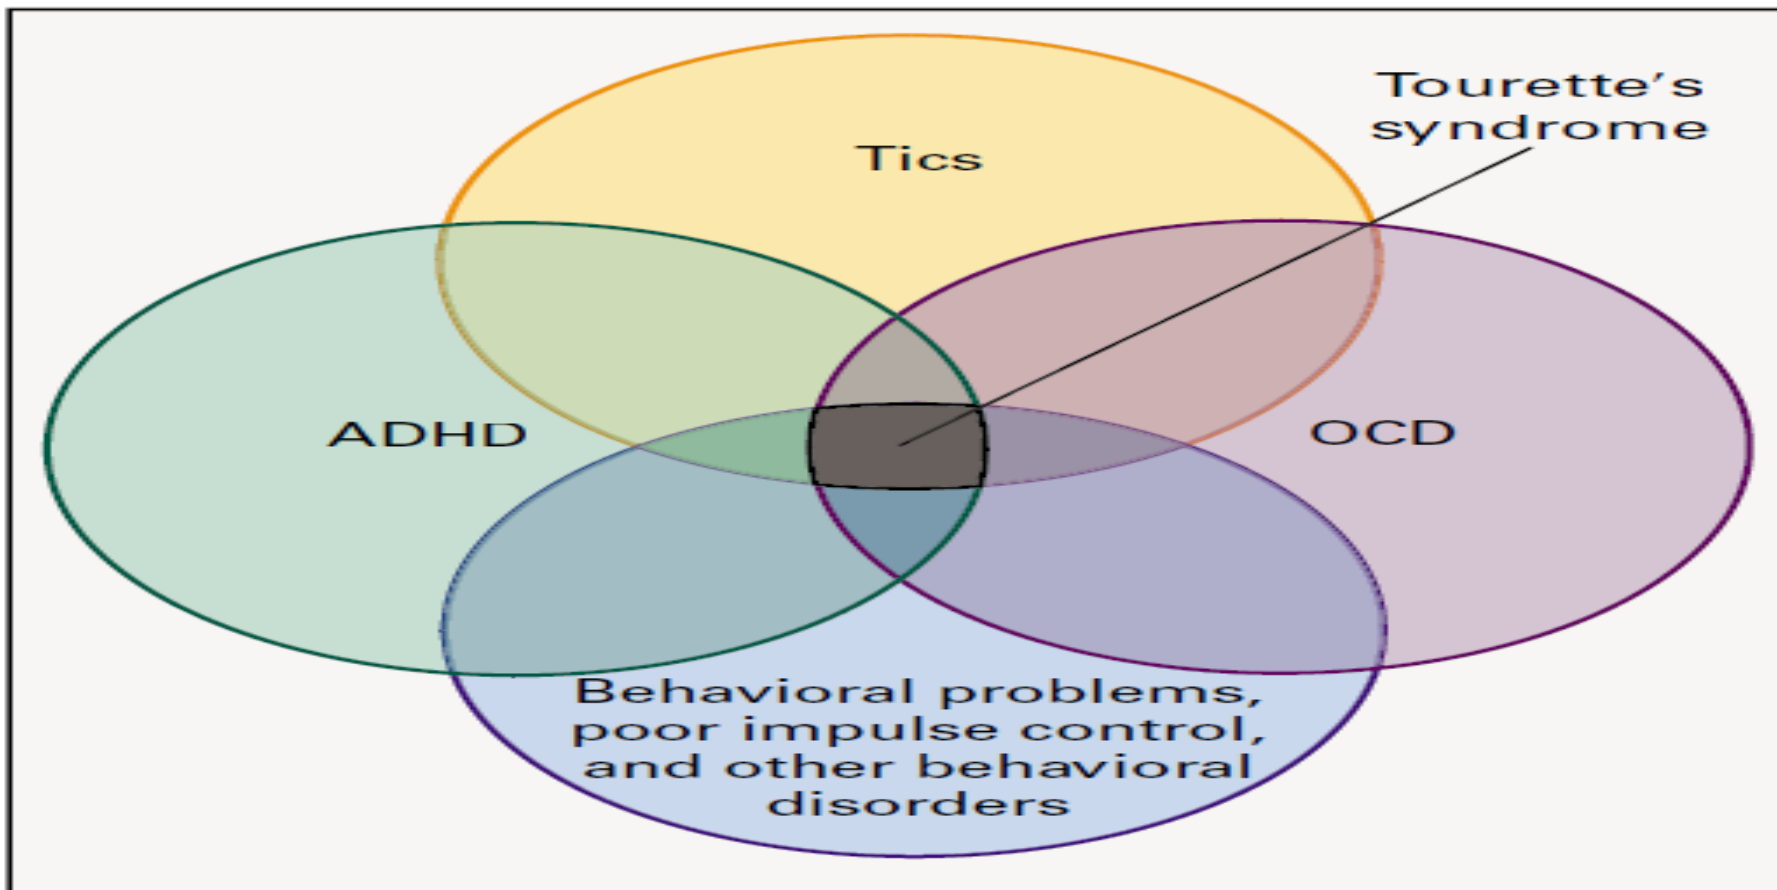 Tourette’s
syndrome
Tics
ADHD
OCD
Behavioral problems,
poor impulse control,
and other behavioral
disorders